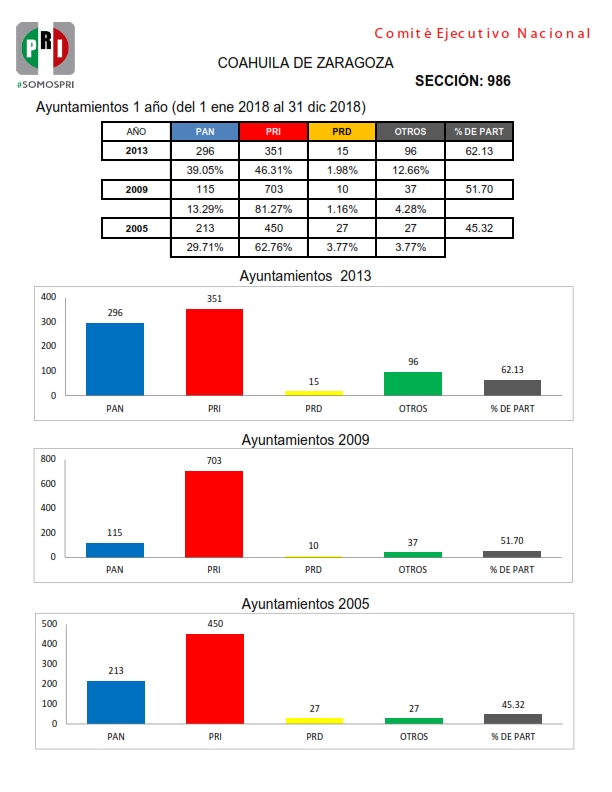 Comité Ejecutivo Nacional
PRI
#SOMOSPRI
COAHUILA DE ZARAGOZA
SECCIÓN: 986
Ayuntamientos 1 año (del 1 ene 2018 al 31 dic 2018)
AÑO PAN PRI PRD OTROS % DE PART
2013 296 351 15 96 62.13
39.05% 46.31% 1.98% 12.66%
2009 115 703 10 37 51.70
13.29% 81.27% 1.16% 4.28%
2005 213 450 27 27 45.32
29.71% 62.76% 3.77% 3.77%
Ayuntamientos 2013
400
300
200
100
0
296 351 15 96 62.13
PAN PRI PRD OTROS % DE PART
Ayuntamientos 2009
800
600
400
200
0
115 703 10 37 51.70
PAN PRI PRD OTROS % DE PART
Ayuntamientos 2005
500
400
300
200
100
0
213 450 27 27 45.32
PAN PRI PRD OTROS % DE PART